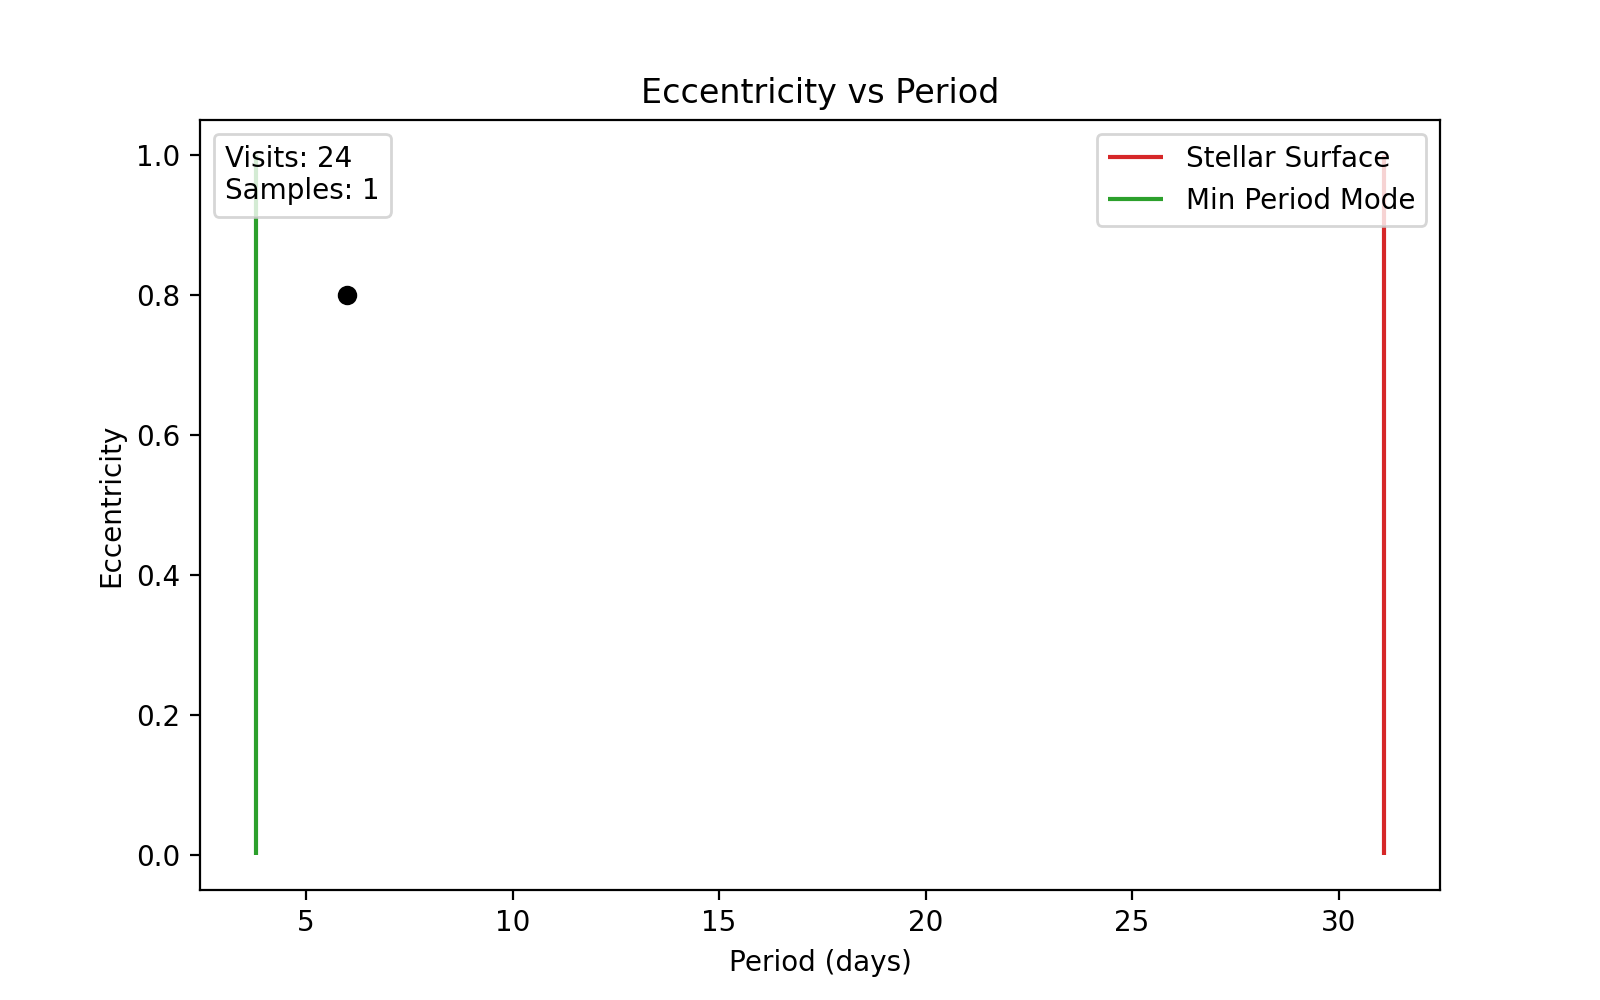 Eccentricity vs Period
Visits: 24
Samples: 1
Stellar Surface
Min Period Mode
1.0
0.8
0.6
0.4
0.2
0.0
Eccentricity
5 10 15 20 25 30
Period (days)